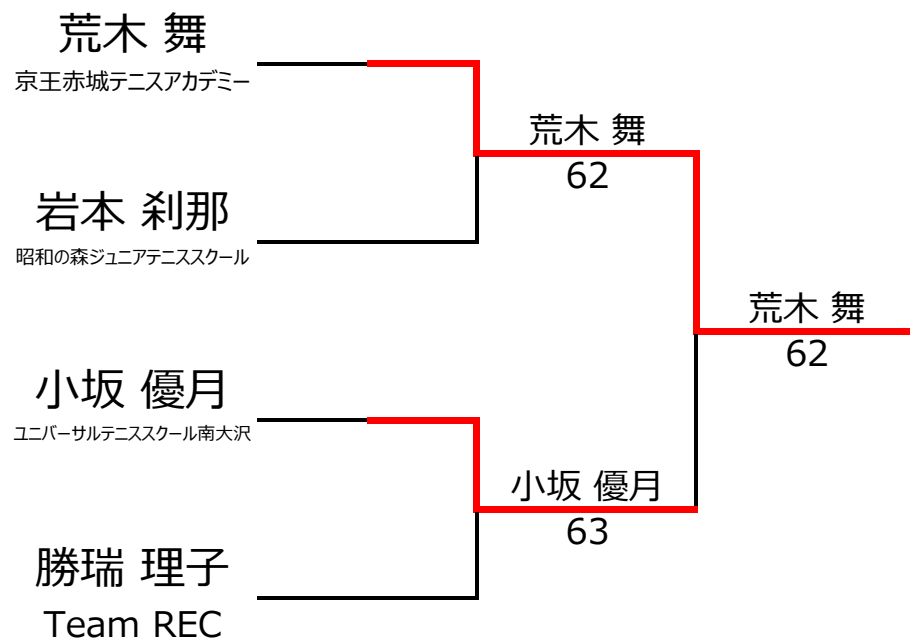 荒木 舞
京王赤城テニスアカデミー
荒木 舞
62
岩本 刹那
昭和の森ジュニアテニススクール
荒木 舞
62
小坂 優月
ユニバーサルテニススクール南大沢
小坂 優月
63
勝瑞 理子
Team REC